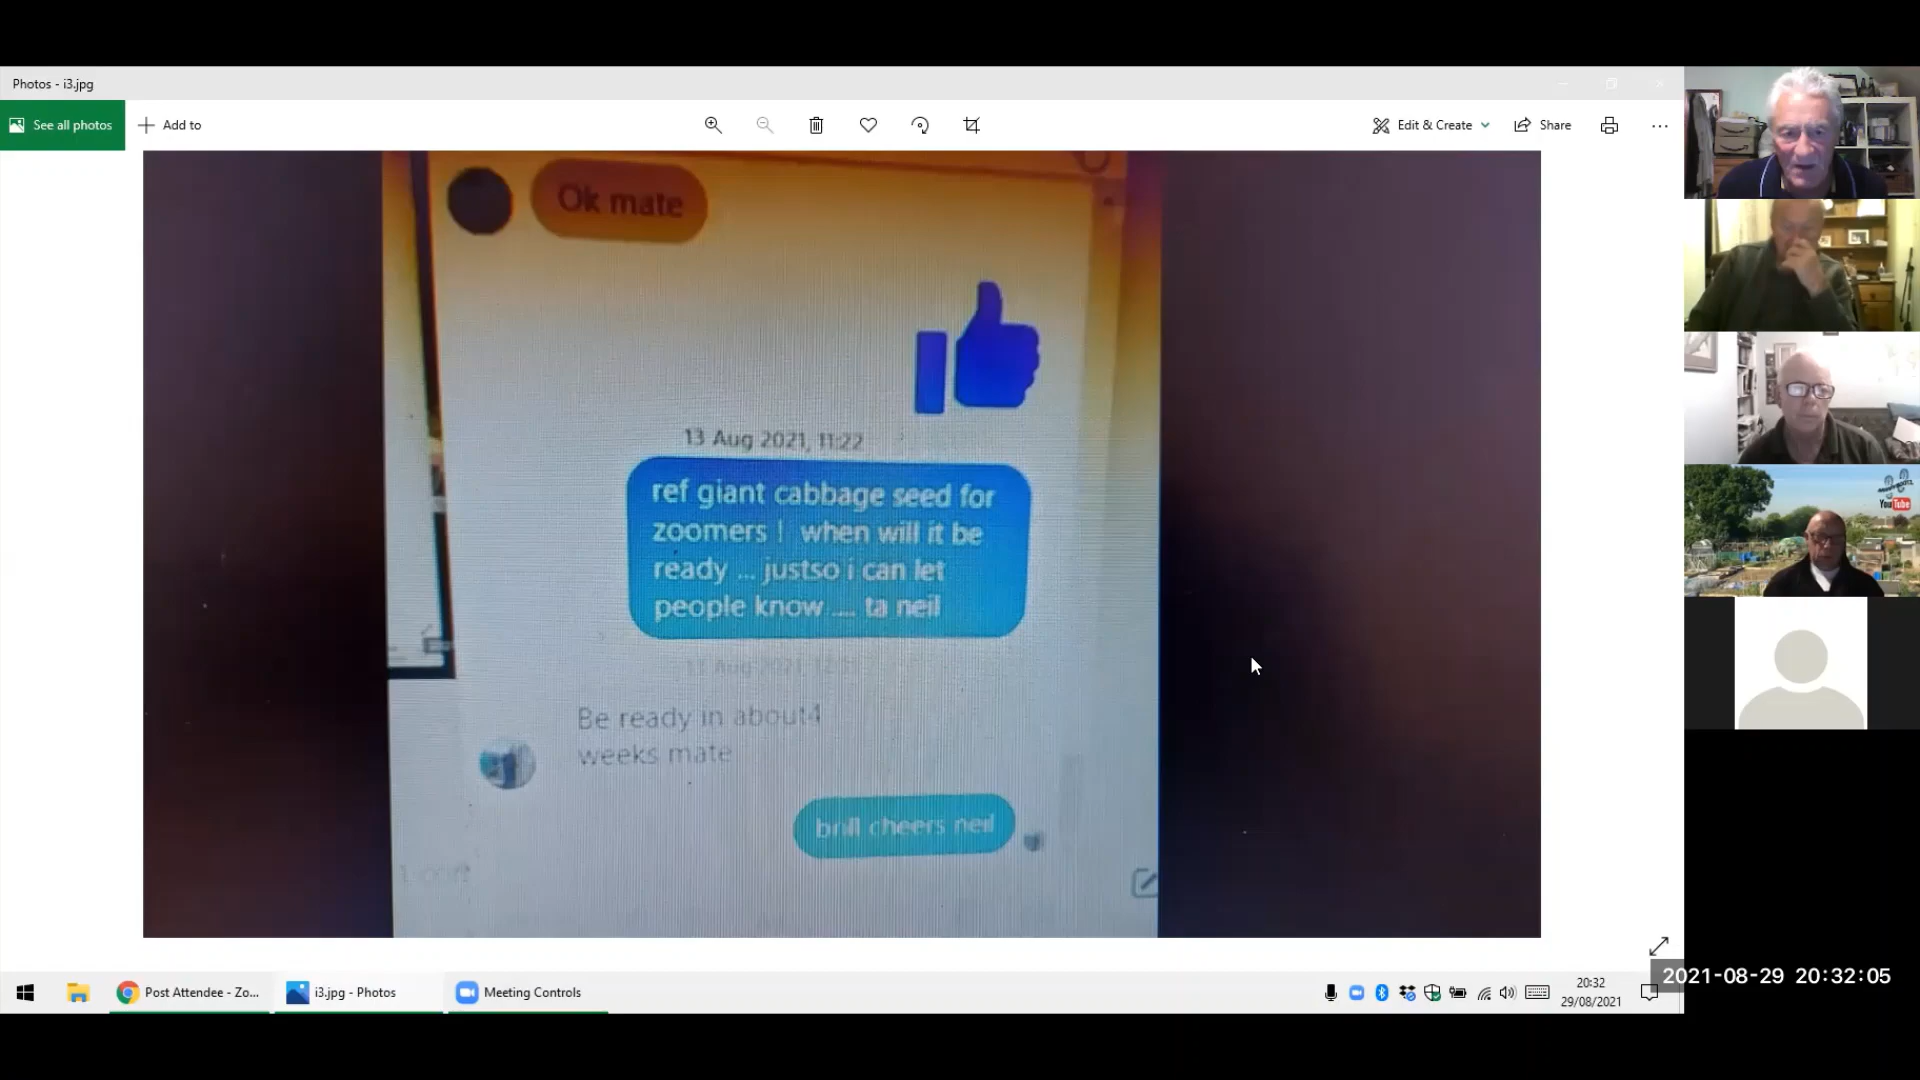 Photos - i3.jpg
See all photos
Add to
Edit & Create
Share
Ok mate
13 Aug 2021, 11:22
ref giant cabbage seed for
zoomers ! when will it be
ready ... justso i can let
people know .... ta neil
Aug 2021,
Be ready in about4
weeks mate
brill cheers neil
YouTube
Post Attendee - Zo...
i3.jpg - Photos
Meeting Controls
20:32
29/08/2021
2021-08-29 20:32:05